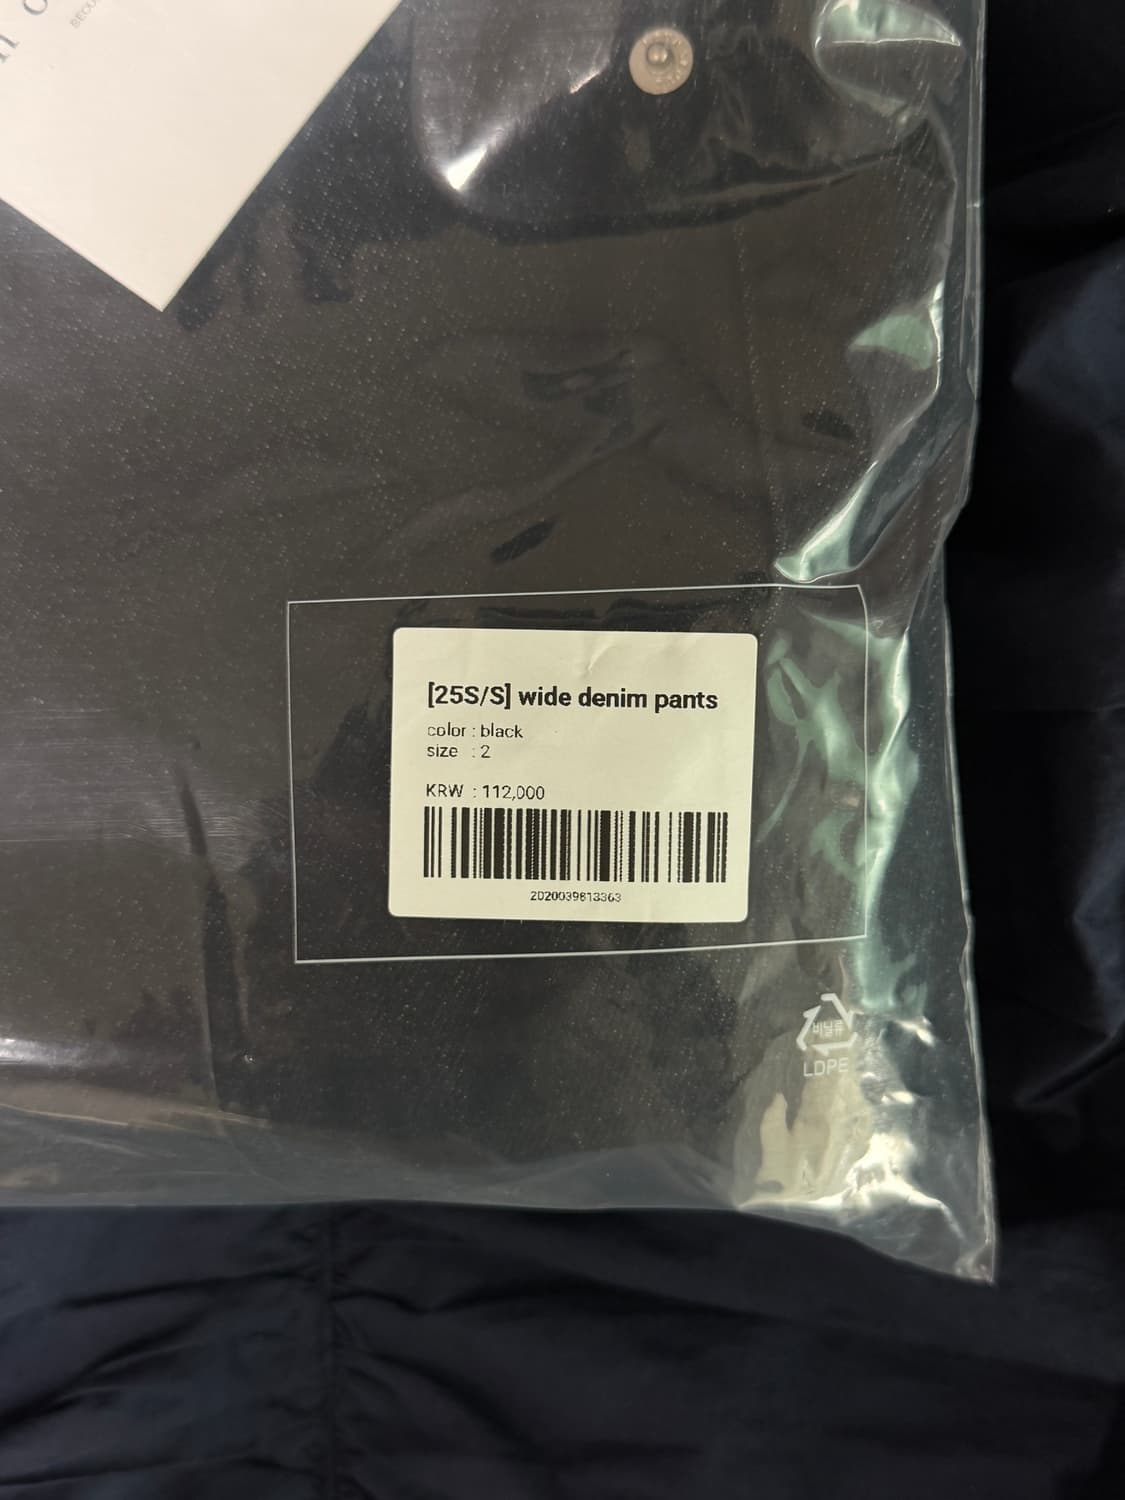 [25S/S] wide denim pants
color : black
size : 2
KRW : 112,000
2020039813363
비닐류
LDPE